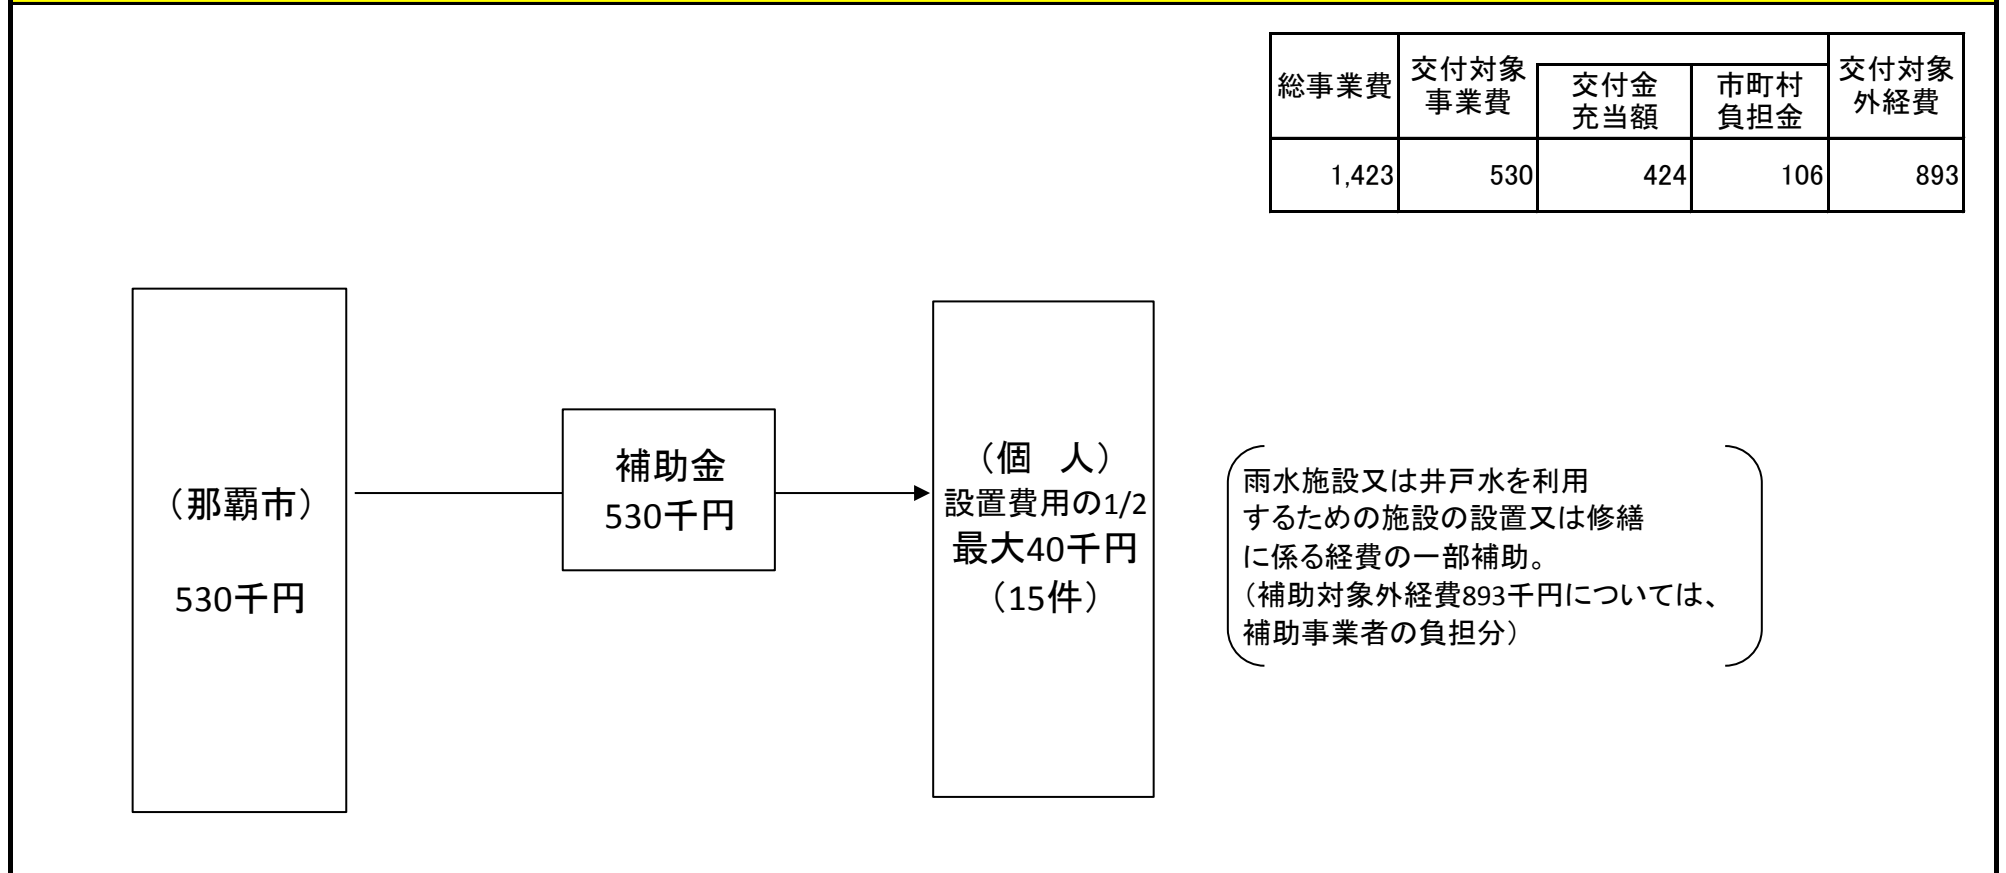 総事業費
交付対象
事業費
交付金
充当額
市町村
負担金
交付対象
外経費
1,423 530 424 106 893
（那覇市）
530千円
補助金
530千円
（個　人）
設置費用の1/2
最大40千円
（15件）
雨水施設又は井戸水を利用
するための施設の設置又は修繕
に係る経費の一部補助。
（補助対象外経費893千円については、
補助事業者の負担分）